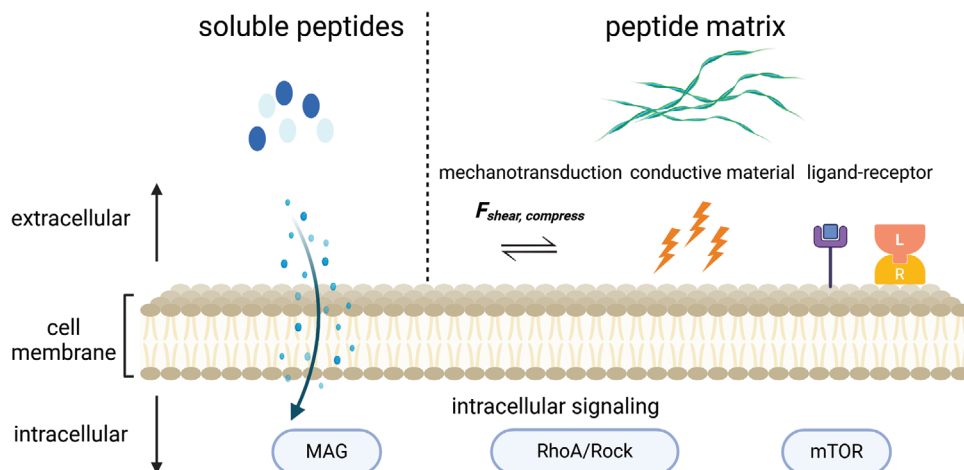 soluble peptides
peptide matrix
mechanotransduction
conductive material
ligand-receptor
F shear, compress
extracellular
L
R
cell
membrane
intracellular signaling
intracellular
MAG
RhoA/Rock
mTOR